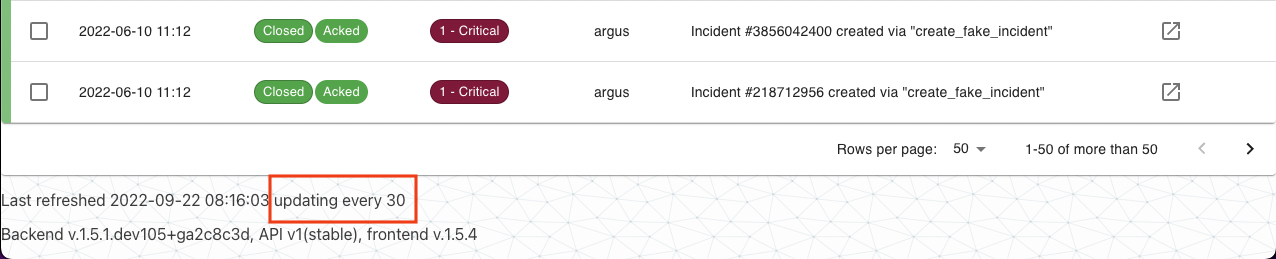 2022-06-10 11:12 Closed Acked 1 - Critical argus Incident #3856042400 created via "create_fake_incident"
2022-06-10 11:12 Closed Acked 1 - Critical argus Incident #218712956 created via "create_fake_incident"
Rows per page: 50 1-50 of more than 50
Last refreshed 2022-09-22 08:16:03 updating every 30
Backend v.1.5.1.dev105+ga2c8c3d, API v1(stable), frontend v.1.5.4